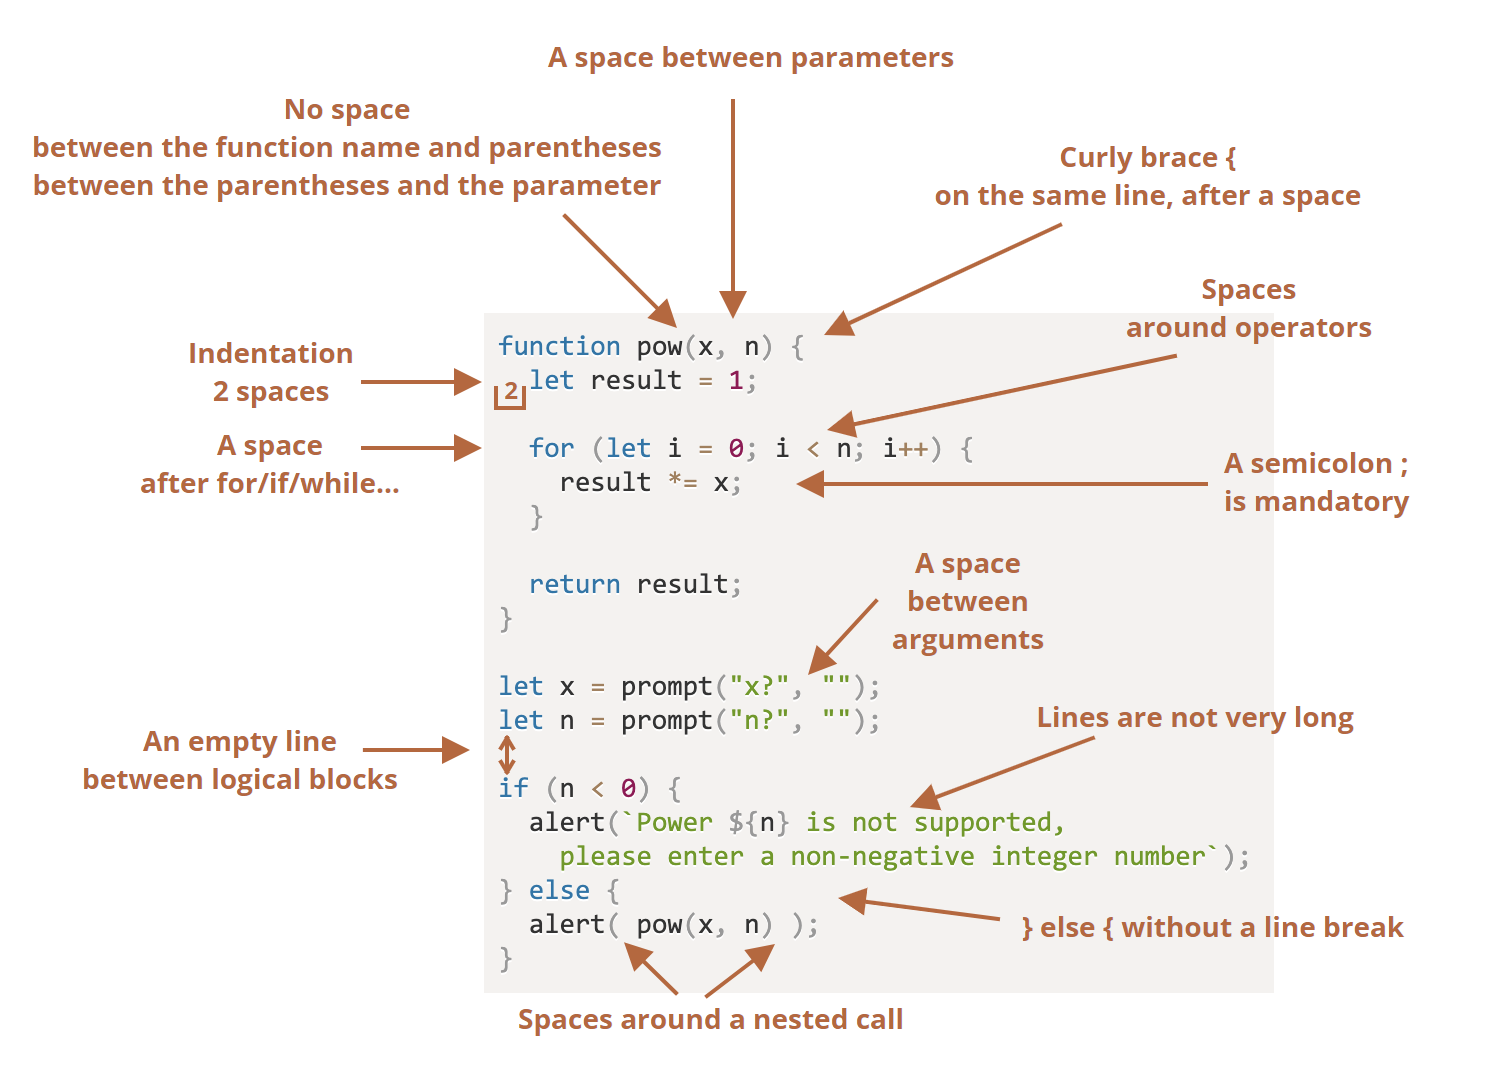 A space between parameters
No space
between the function name and parentheses
between the parentheses and the parameter
Curly brace {
on the same line, after a space
Spaces
around operators
Indentation
2 spaces
A space
after for/if/while...
function pow(x, n) {
2
  let result = 1;

  for (let i = 0; i < n; i++) {
    result *= x;
  }

  return result;
}

let x = prompt("x?", "");
let n = prompt("n?", "");

if (n < 0) {
  alert(`Power ${n} is not supported,
    please enter a non-negative integer number`);
} else {
  alert( pow(x, n) );
}
A semicolon ;
is mandatory
A space
between
arguments
An empty line
between logical blocks
Lines are not very long
} else { without a line break
Spaces around a nested call